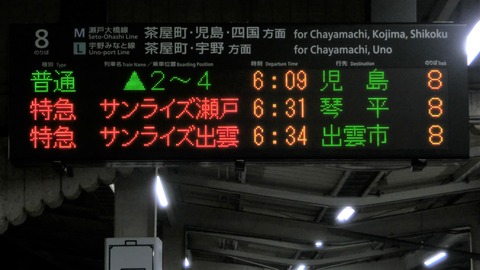 8 のりば
M 瀬戸大橋線 Seto-Ohashi Line 茶屋町・児島・四国 方面 for Chayamachi, Kojima, Shikoku
L 宇野みなと線 Uno-port Line 茶屋町・宇野 方面 for Chayamachi, Uno
種別 Type 列車名 Train Name 乗車位置 Boarding Position 時刻 Departure Time 行先 Destination のりば Track
普通 ▲2～4 6:09 児島 8
特急 サンライズ瀬戸 6:31 琴平 8
特急 サンライズ出雲 6:34 出雲市 8